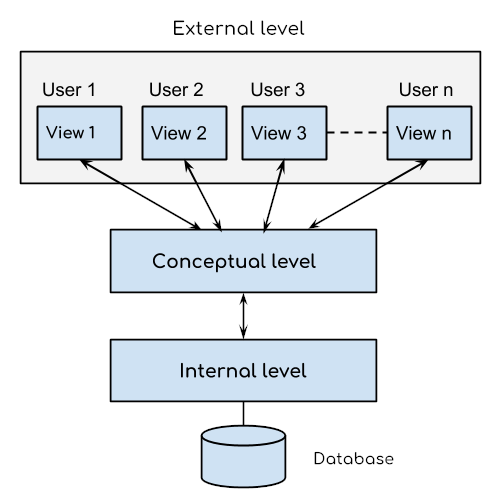 External level
User 1 User 2 User 3 User n
View 1 View 2 View 3 View n
Conceptual level
Internal level
Database